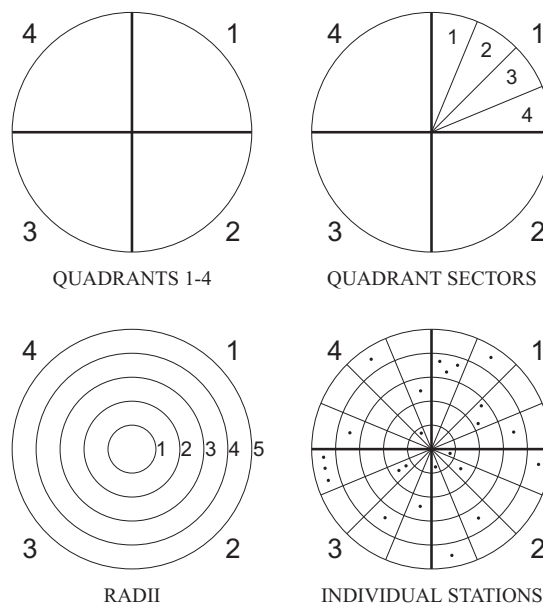 4 1
3 2
QUADRANTS 1-4
4 1
1
2
3
4
3 2
QUADRANT SECTORS
4 1
1 2 3 4 5
3 2
RADII
4 1
3 2
INDIVIDUAL STATIONS